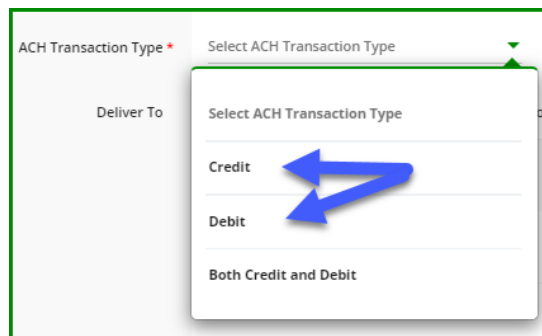 ACH Transaction Type * Select ACH Transaction Type
Deliver To
Select ACH Transaction Type
Credit
Debit
Both Credit and Debit